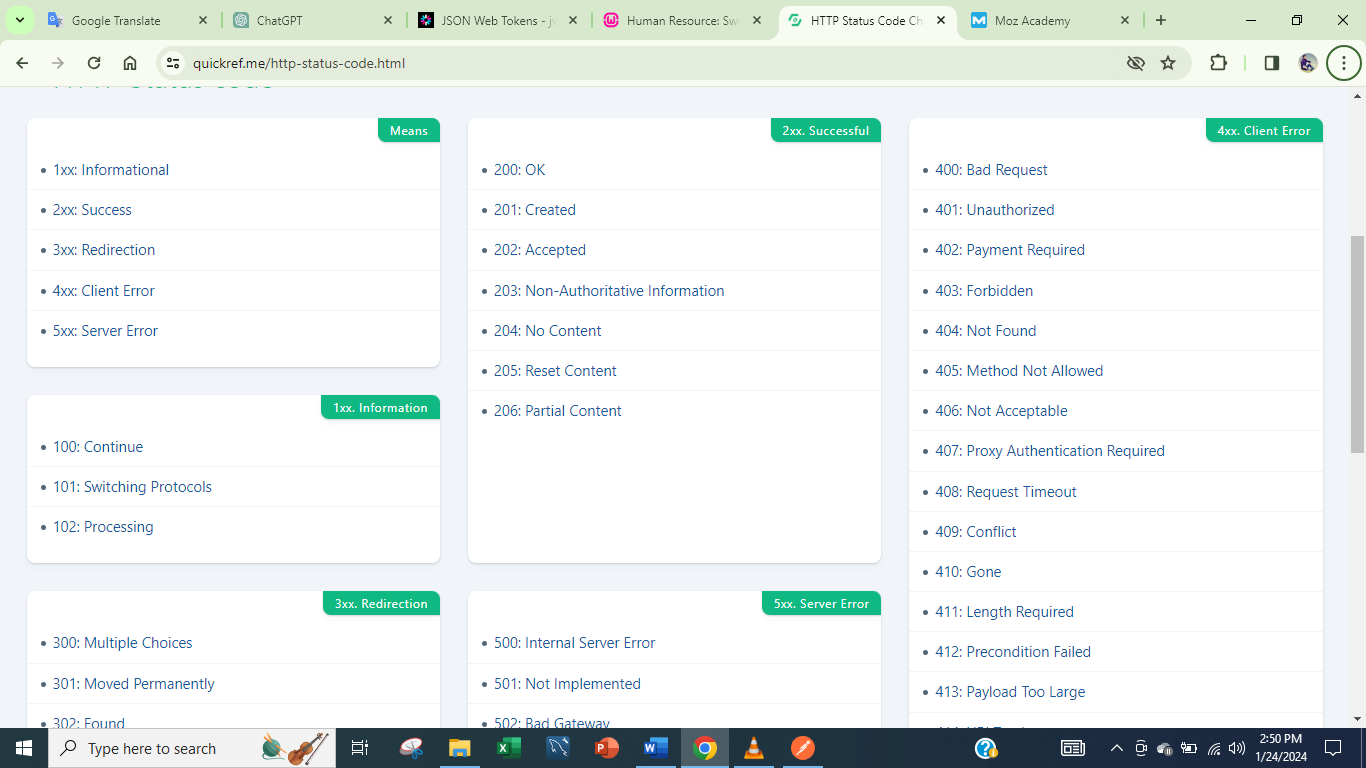 Google Translate
ChatGPT
JSON Web Tokens - j
Human Resource: Swa
HTTP Status Code Ch
Moz Academy
quickref.me/http-status-code.html
Means
1xx: Informational
2xx: Success
3xx: Redirection
4xx: Client Error
5xx: Server Error
1xx. Information
100: Continue
101: Switching Protocols
102: Processing
3xx. Redirection
300: Multiple Choices
301: Moved Permanently
302: Found
2xx. Successful
200: OK
201: Created
202: Accepted
203: Non-Authoritative Information
204: No Content
205: Reset Content
206: Partial Content
5xx. Server Error
500: Internal Server Error
501: Not Implemented
502: Bad Gateway
4xx. Client Error
400: Bad Request
401: Unauthorized
402: Payment Required
403: Forbidden
404: Not Found
405: Method Not Allowed
406: Not Acceptable
407: Proxy Authentication Required
408: Request Timeout
409: Conflict
410: Gone
411: Length Required
412: Precondition Failed
413: Payload Too Large
Type here to search
2:50 PM
1/24/2024